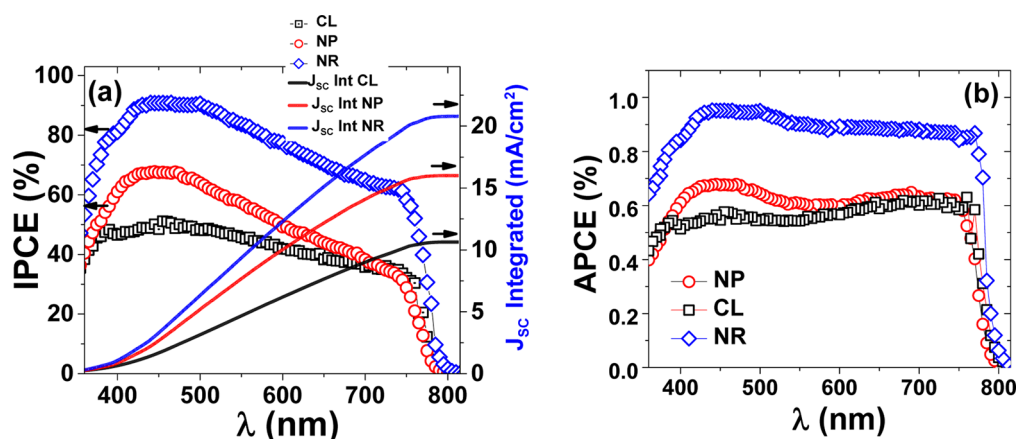 CL
NP
NR
J_SC Int CL
J_SC Int NP
J_SC Int NR
(a)
100
80
60
40
20
0
IPCE (%)
20
15
10
5
0
J_SC Integrated (mA/cm²)
400 500 600 700 800
λ (nm)
(b)
1.0
0.8
0.6
0.4
0.2
0.0
APCE (%)
NP
CL
NR
400 500 600 700 800
λ (nm)